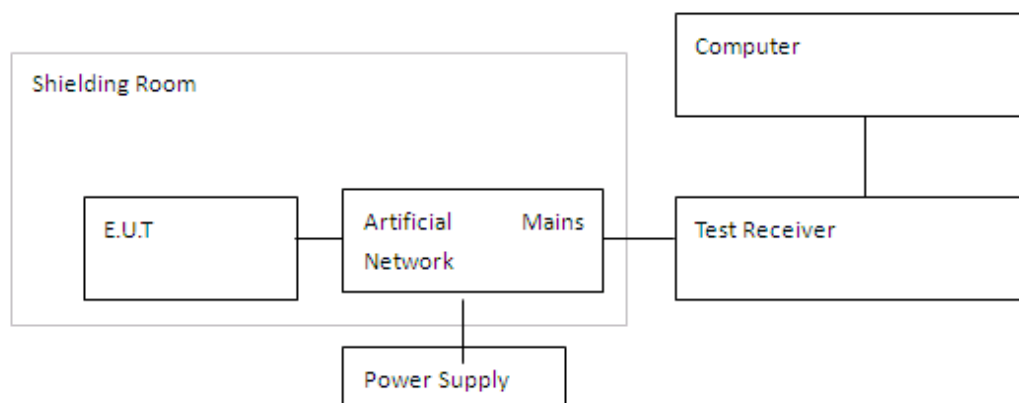 Computer
Shielding Room
E.U.T
Artificial Mains
Network
Test Receiver
Power Supply